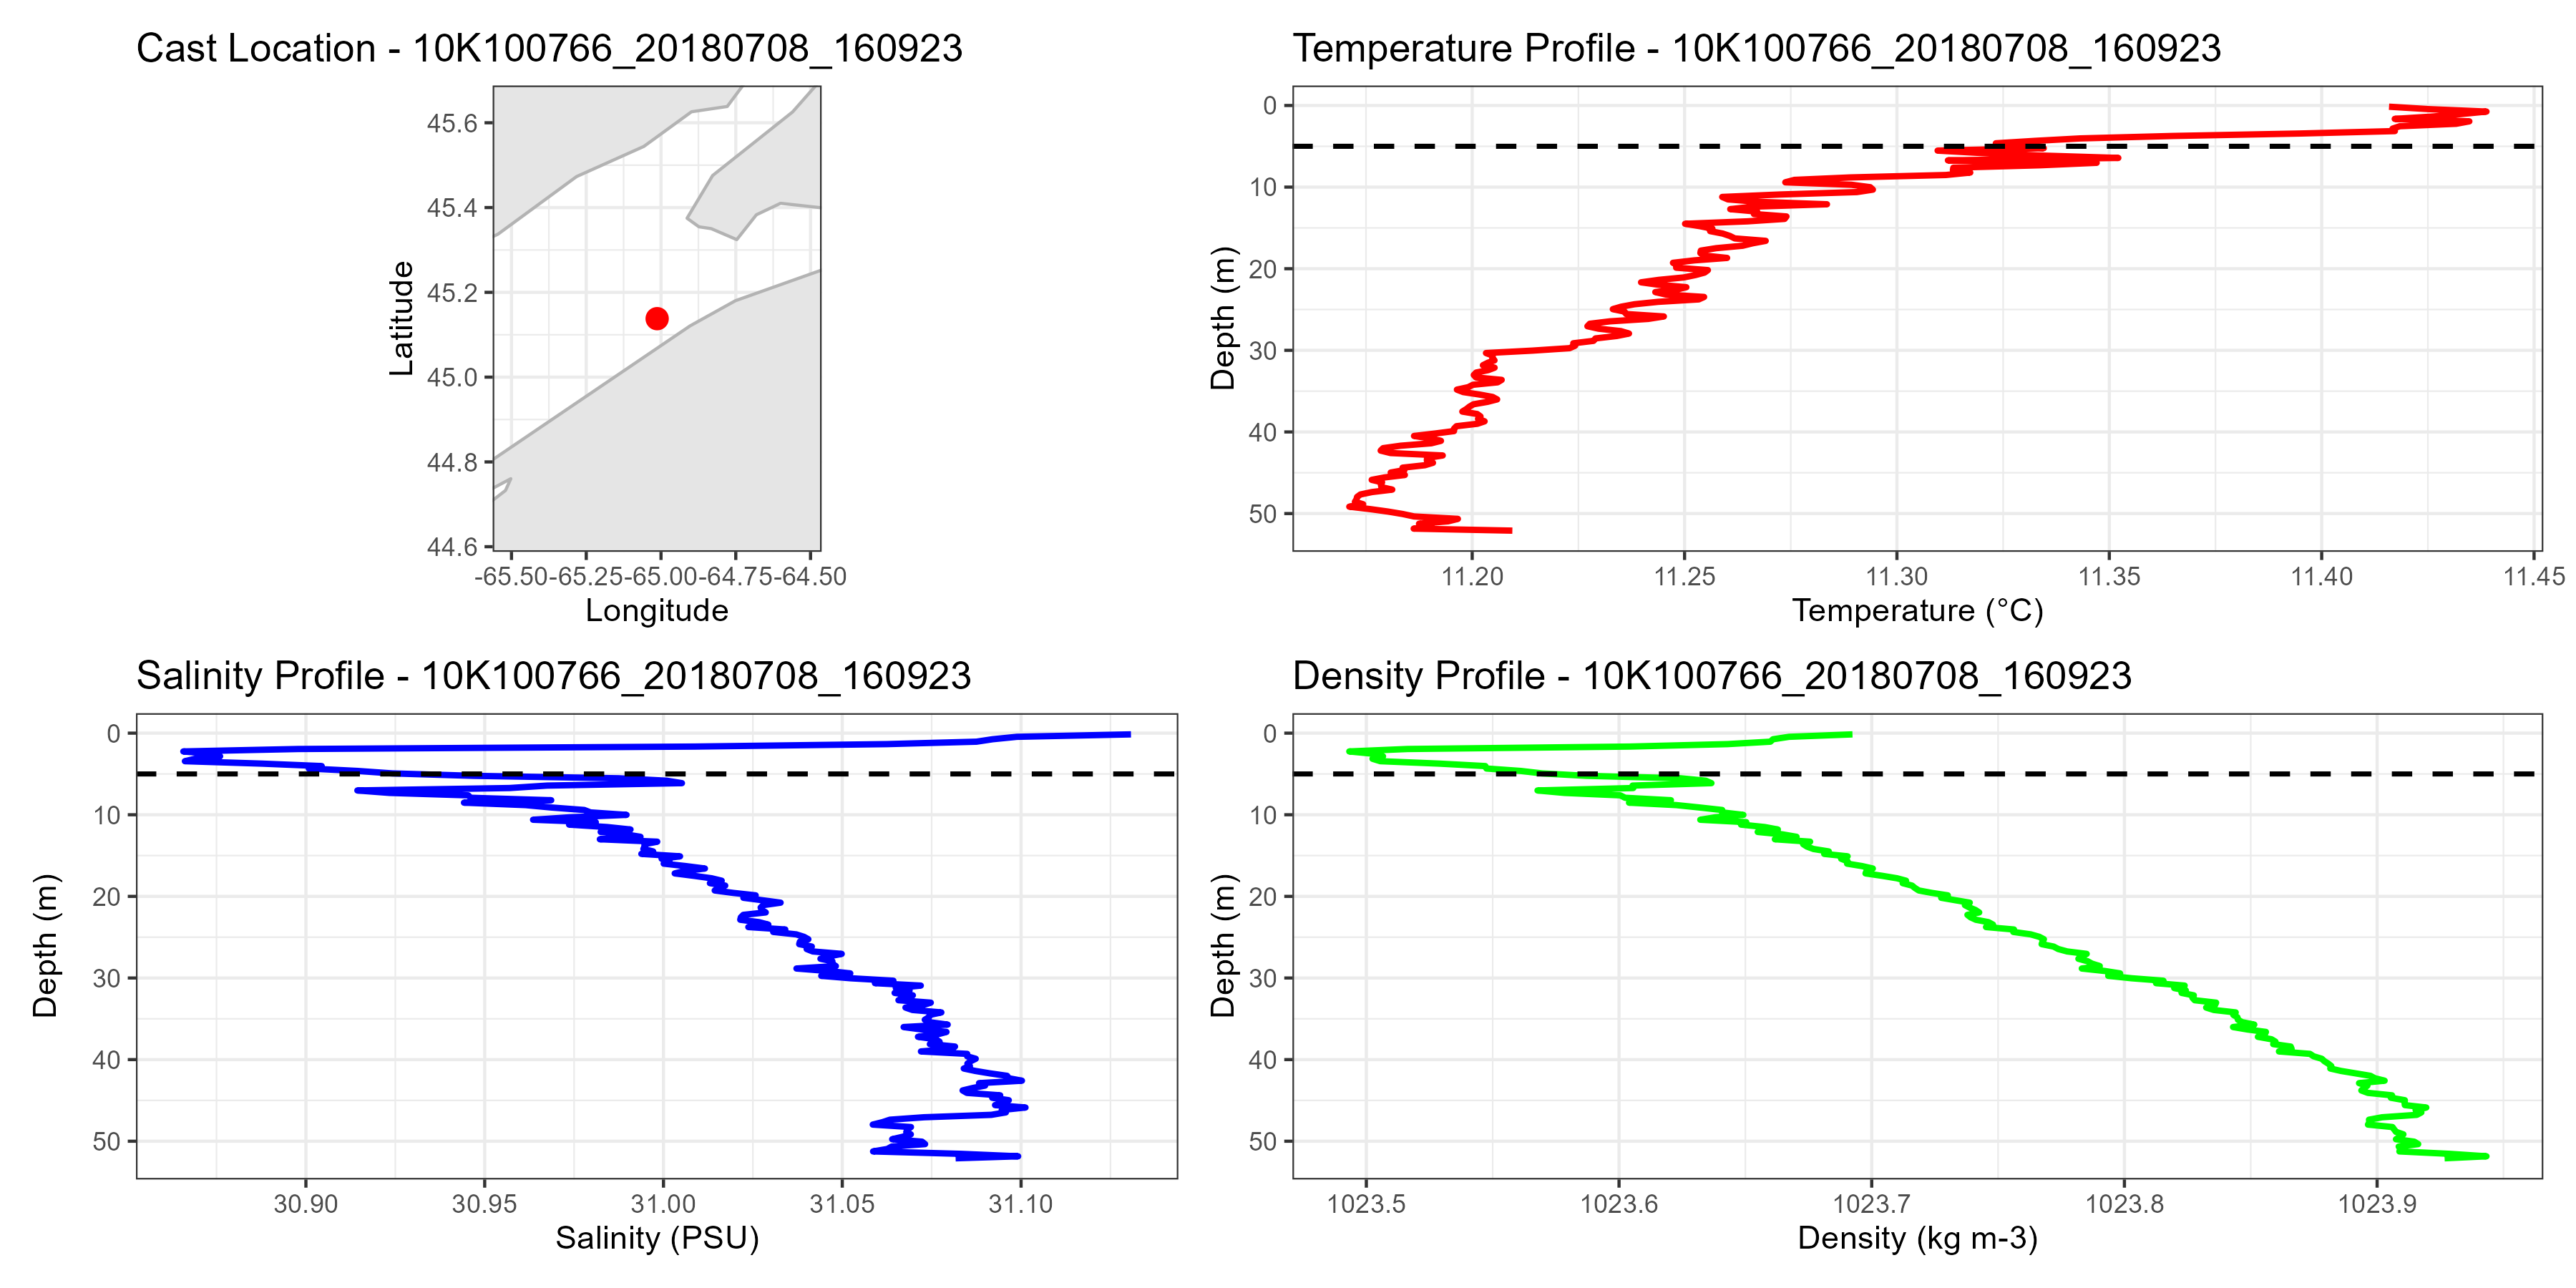 Cast Location - 10K100766_20180708_160923
45.6
45.4
45.2
45.0
44.8
44.6
Latitude
-65.50-65.25-65.00-64.75-64.50
Longitude
Temperature Profile - 10K100766_20180708_160923
0
10
20
30
40
50
Depth (m)
11.20 11.25 11.30 11.35 11.40 11.45
Temperature (°C)
Salinity Profile - 10K100766_20180708_160923
0
10
20
30
40
50
Depth (m)
30.90 30.95 31.00 31.05 31.10
Salinity (PSU)
Density Profile - 10K100766_20180708_160923
0
10
20
30
40
50
Depth (m)
1023.5 1023.6 1023.7 1023.8 1023.9
Density (kg m-3)